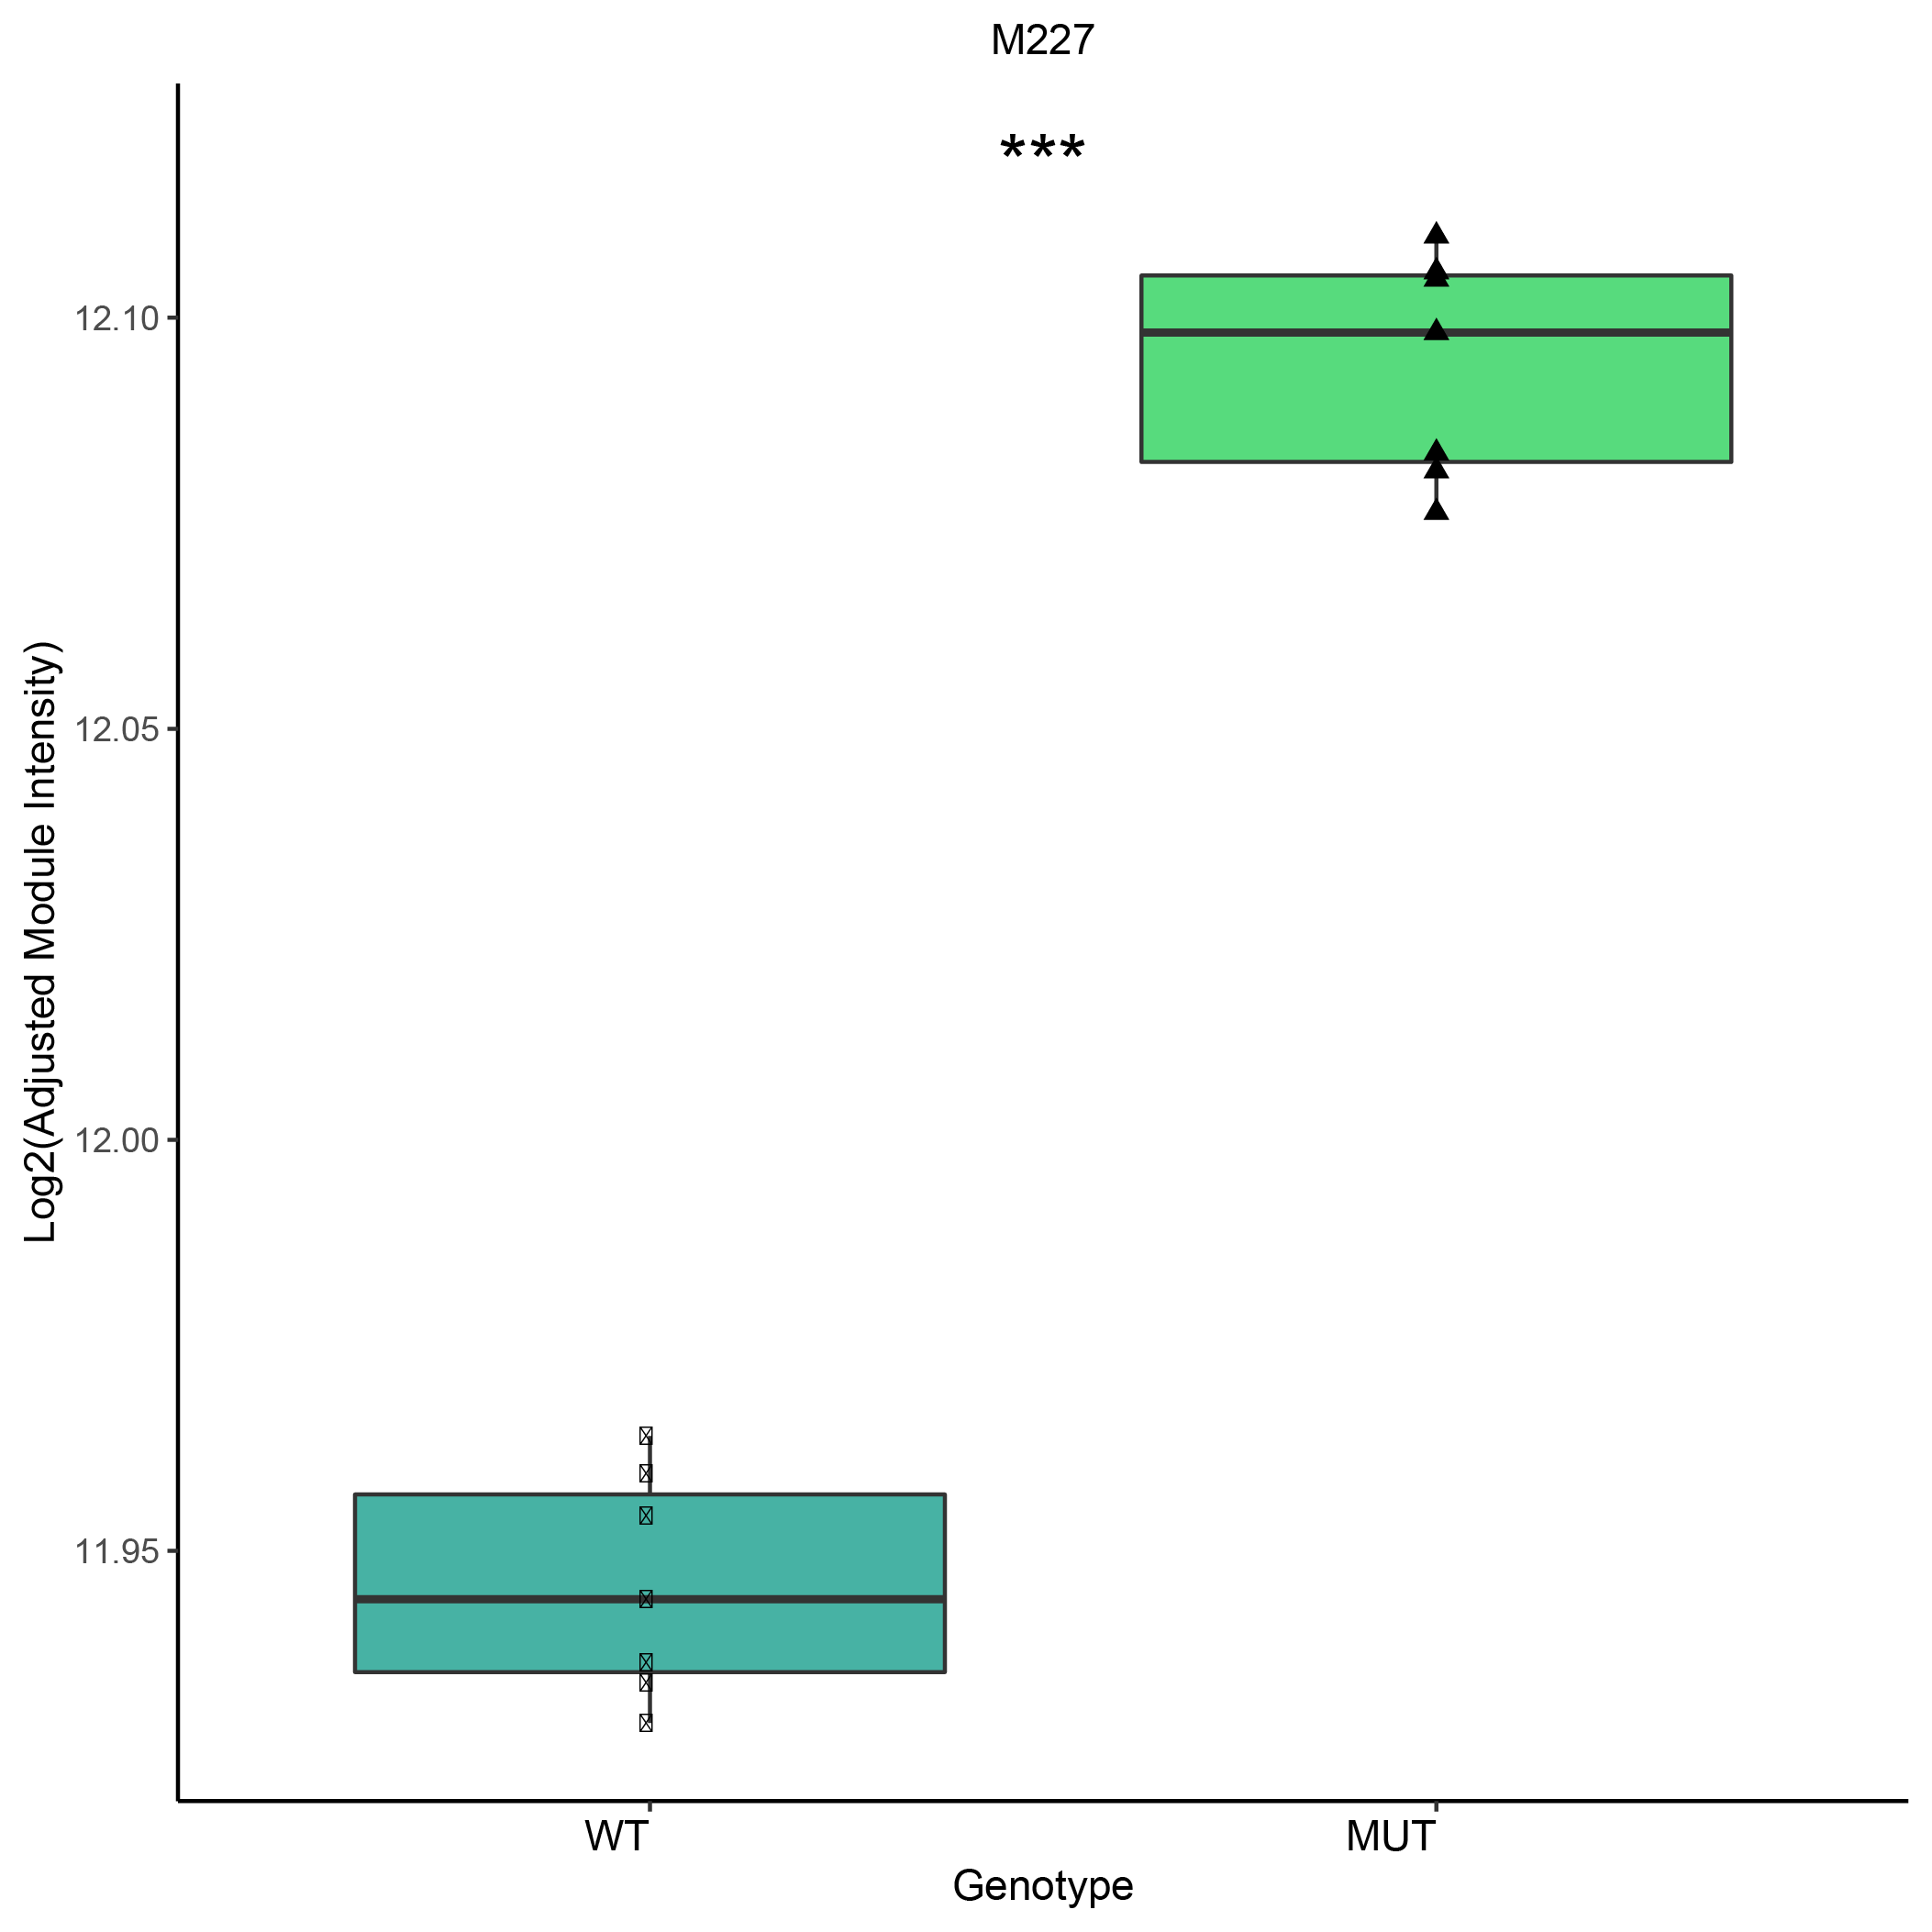 M227
***
12.10
12.05
12.00
11.95
Log2(Adjusted Module Intensity)
WT MUT
Genotype